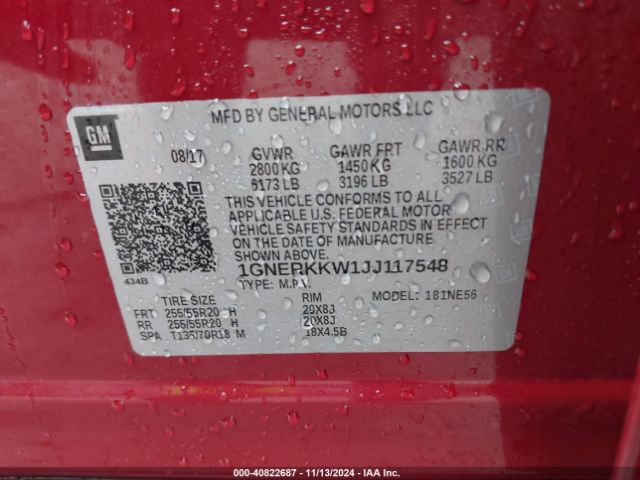 MFD BY GENERAL MOTORS LLC
GM
08/17 GVWR GAWR FRT GAWR RR
2800 KG 1450 KG 1600 KG
6173 LB 3196 LB 3527 LB
THIS VEHICLE CONFORMS TO ALL
APPLICABLE U.S. FEDERAL MOTOR
VEHICLE SAFETY STANDARDS IN EFFECT
ON THE DATE OF MANUFACTURE
SHOWN ABOVE.
1GNERKKW1JJ117548
434B TYPE: M.P.V.
TIRE SIZE RIM MODEL: 181NE56
FRT 255/55R20 H 20X8J
RR 255/55R20 H 20X8J
SPA T135/70R18 M 18X4.5B
000-40822687 - 11/13/2024 - IAA, Inc.